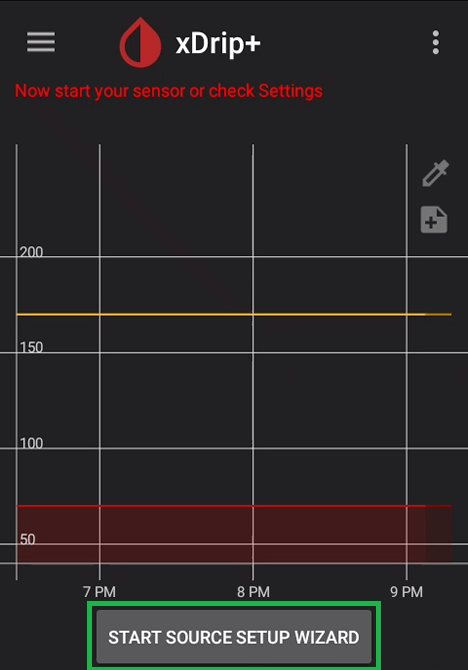 xDrip+
Now start your sensor or check Settings
200
150
100
50
7 PM 8 PM 9 PM
START SOURCE SETUP WIZARD